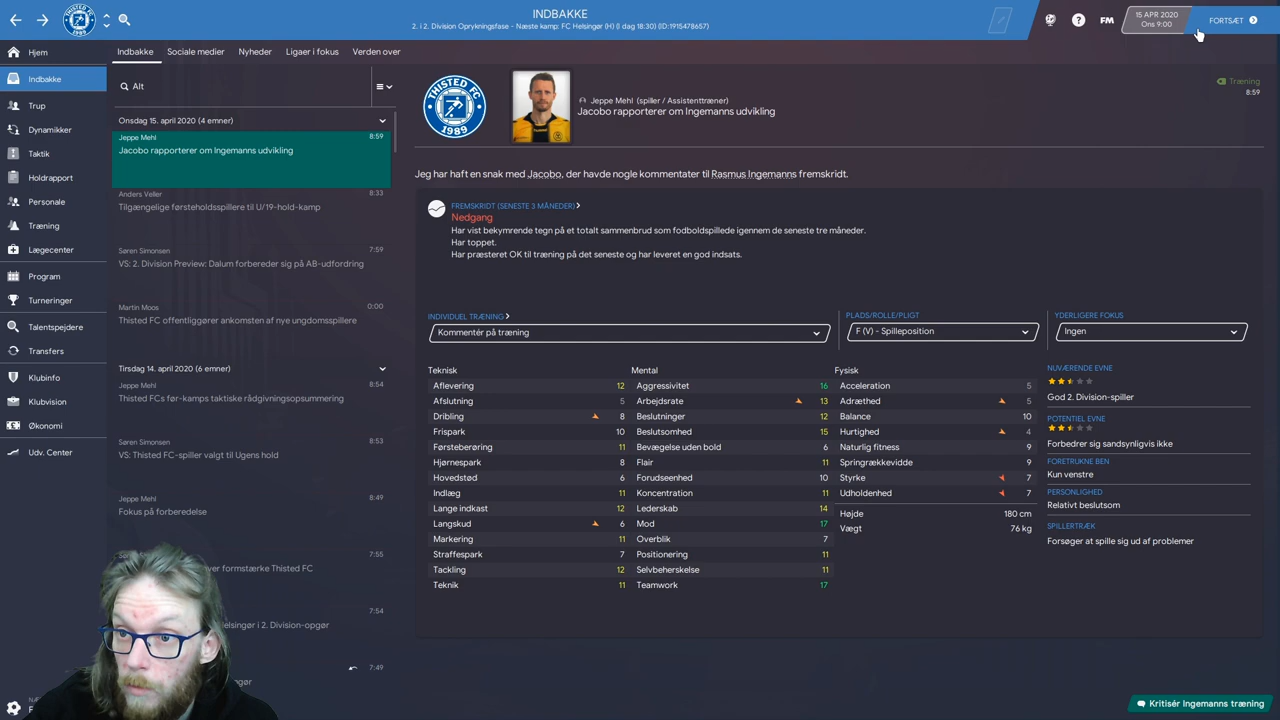 INDBAKKE
2. i 2. Division Oprykningsfase - Næste kamp: FC Helsingør (H) (I dag 18:30) (ID:1915478657)
FM
15 APR 2020
Ons 9:00
FORTSÆT
Hjem
Indbakke
Trup
Dynamikker
Taktik
Holdrapport
Personale
Træning
Lægecenter
Program
Turneringer
Talentspejdere
Transfers
Klubinfo
Klubvision
Økonomi
Udv. Center
Indbakke
Sociale medier
Nyheder
Ligaer i fokus
Verden over
Alt
Onsdag 15. april 2020 (4 emner)
Jeppe Mehl 8:59
Jacobo rapporterer om Ingemanns udvikling
Anders Veller 8:33
Tilgængelige førsteholdsspillere til U/19-hold-kamp
Søren Simonsen 7:59
VS: 2. Division Preview: Dalum forbereder sig på AB-udfordring
Martin Moos 0:00
Thisted FC offentliggører ankomsten af nye ungdomsspillere
Tirsdag 14. april 2020 (6 emner)
Jeppe Mehl 8:54
Thisted FCs før-kamps taktiske rådgivningsopsummering
Søren Simonsen 8:53
VS: Thisted FC-spiller valgt til Ugens hold
Jeppe Mehl 8:49
Fokus på forberedelse
7:55
formstærke Thisted FC
7:54
elsingør i 2. Division-opgør
7:49
THISTED FC
1989
Jeppe Mehl (spiller / Assistenttræner)
Jacobo rapporterer om Ingemanns udvikling
Træning
8:59
Jeg har haft en snak med Jacobo, der havde nogle kommentater til Rasmus Ingemanns fremskridt.
FREMSKRIDT (SENESTE 3 MÅNEDER)
Nedgang
Har vist bekymrende tegn på et totalt sammenbrud som fodboldspillede igennem de seneste tre måneder.
Har toppet.
Har præsteret OK til træning på det seneste og har leveret en god indsats.
INDIVIDUEL TRÆNING
Kommentér på træning
PLADS/ROLLE/PLIGT
F (V) - Spilleposition
YDERLIGERE FOKUS
Ingen
Teknisk
Aflevering 12
Afslutning 5
Dribling 8
Frispark 10
Førsteberøring 11
Hjørnespark 8
Hovedstød 6
Indlæg 11
Lange indkast 12
Langskud 6
Markering 11
Straffespark 7
Tackling 12
Teknik 11
Mental
Aggressivitet 16
Arbejdsrate 13
Beslutninger 12
Beslutsomhed 15
Bevægelse uden bold 6
Flair 11
Forudseenhed 10
Koncentration 11
Lederskab 14
Mod 17
Overblik 7
Positionering 11
Selvbeherskelse 11
Teamwork 17
Fysisk
Acceleration 5
Adræthed 5
Balance 10
Hurtighed 4
Naturlig fitness 9
Springrækkevidde 9
Styrke 7
Udholdenhed 7
Højde 180 cm
Vægt 76 kg
NUVÆRENDE EVNE
God 2. Division-spiller
POTENTIEL EVNE
Forbedrer sig sandsynligvis ikke
FORETRUKNE BEN
Kun venstre
PERSONLIGHED
Relativt beslutsom
SPILLERTRÆK
Forsøger at spille sig ud af problemer
Kritisér Ingemanns træning